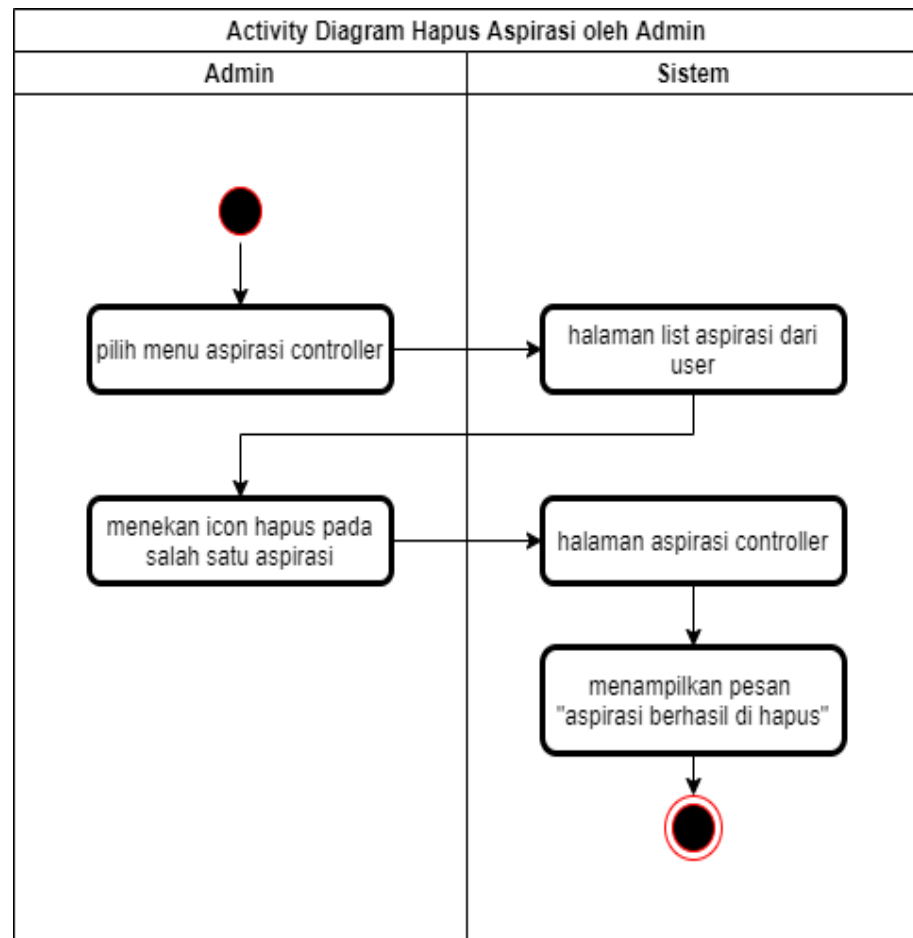 Activity Diagram Hapus Aspirasi oleh Admin
Admin
Sistem
pilih menu aspirasi controller
halaman list aspirasi dari
user
menekan icon hapus pada
salah satu aspirasi
halaman aspirasi controller
menampilkan pesan
"aspirasi berhasil di hapus"